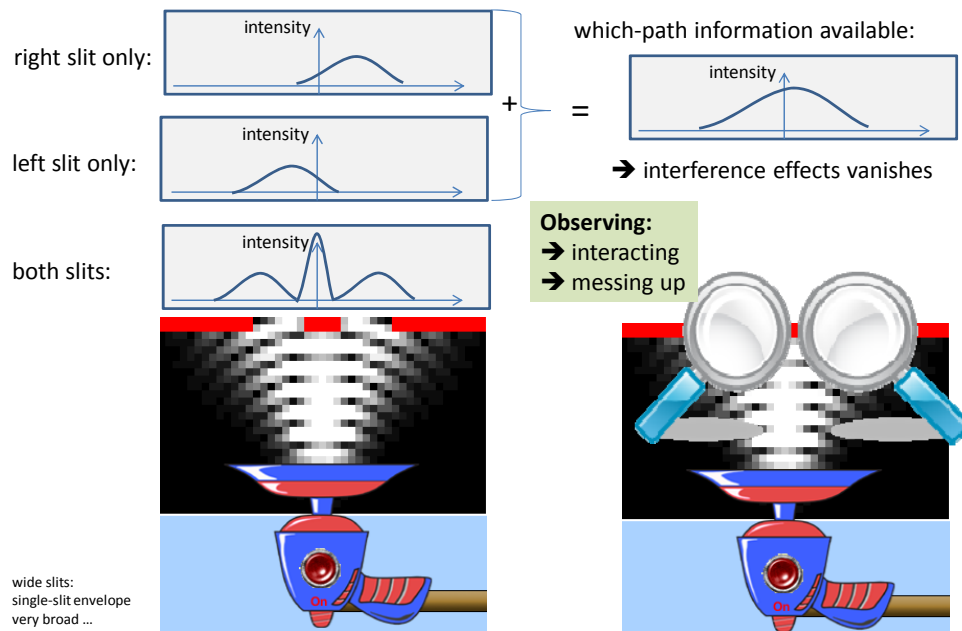 right slit only:
intensity
left slit only:
intensity
+
=
which-path information available:
intensity
➔ interference effects vanishes
both slits:
intensity
Observing:
➔ interacting
➔ messing up
On
On
wide slits:
single-slit envelope
very broad ...